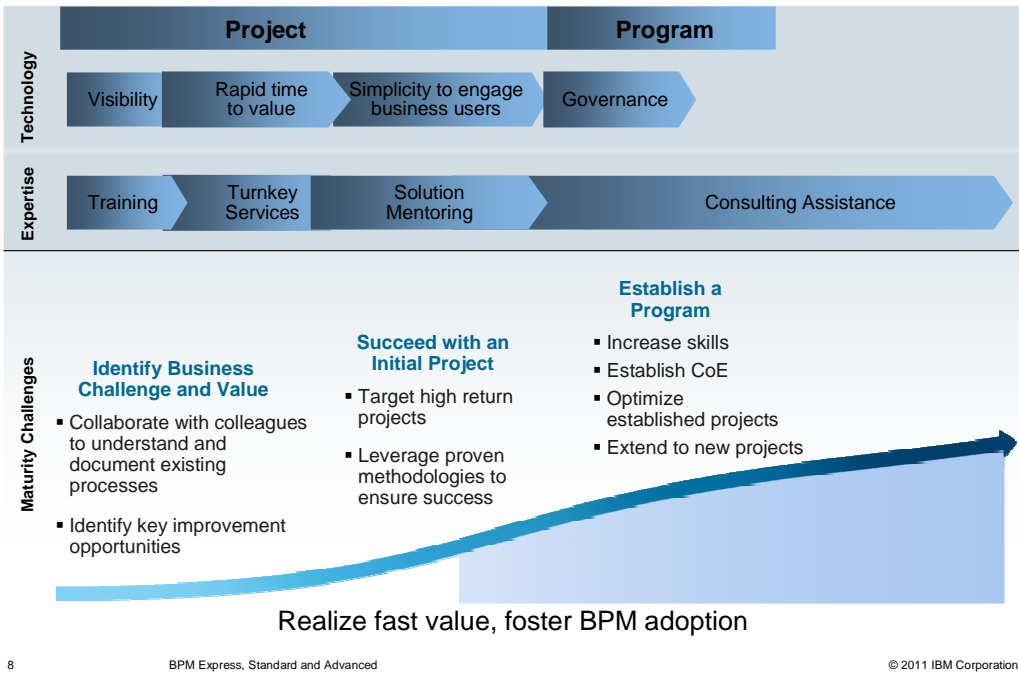 Project
Program
Technology
Visibility
Rapid time
to value
Simplicity to engage
business users
Governance
Expertise
Training
Turnkey
Services
Solution
Mentoring
Consulting Assistance
Maturity Challenges
Identify Business
Challenge and Value
▪ Collaborate with colleagues
to understand and
document existing
processes
▪ Identify key improvement
opportunities
Succeed with an
Initial Project
▪ Target high return
projects
▪ Leverage proven
methodologies to
ensure success
Establish a
Program
▪ Increase skills
▪ Establish CoE
▪ Optimize
established projects
▪ Extend to new projects
Realize fast value, foster BPM adoption
8
BPM Express, Standard and Advanced
© 2011 IBM Corporation